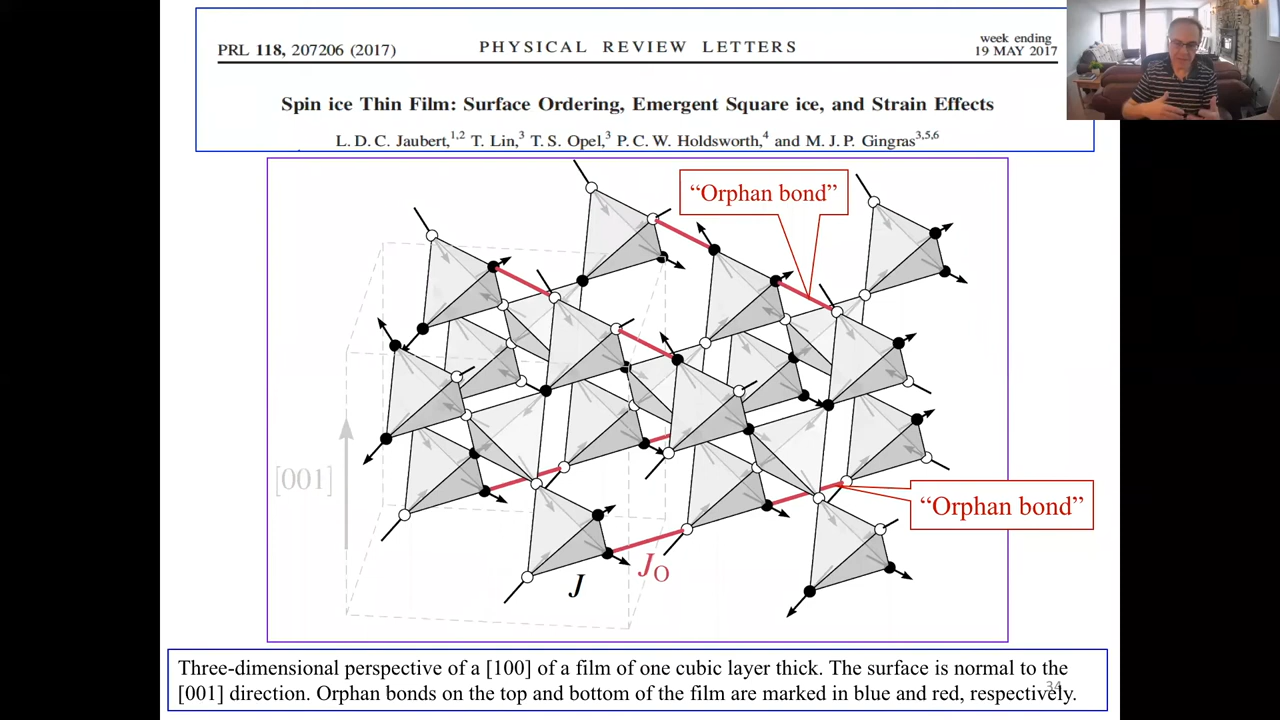 PRL 118, 207206 (2017)
PHYSICAL REVIEW LETTERS
week ending
19 MAY 2017
Spin ice Thin Film: Surface Ordering, Emergent Square ice, and Strain Effects
L. D. C. Jaubert,1,2 T. Lin,3 T. S. Opel,3 P. C. W. Holdsworth,4 and M. J. P. Gingras3,5,6
“Orphan bond”
[001]
“Orphan bond”
J
JO
Three-dimensional perspective of a [100] of a film of one cubic layer thick. The surface is normal to the
[001] direction. Orphan bonds on the top and bottom of the film are marked in blue and red, respectively.
34